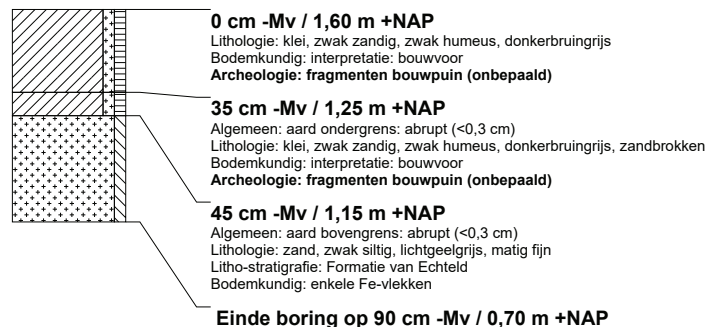 0 cm -Mv / 1,60 m +NAP
Lithologie: klei, zwak zandig, zwak humeus, donkerbruingrijs
Bodemkundig: interpretatie: bouwvoor
Archeologie: fragmenten bouwpuin (onbepaald)
35 cm -Mv / 1,25 m +NAP
Algemeen: aard ondergrens: abrupt (<0,3 cm)
Lithologie: klei, zwak zandig, zwak humeus, donkerbruingrijs, zandbrokken
Bodemkundig: interpretatie: bouwvoor
Archeologie: fragmenten bouwpuin (onbepaald)
45 cm -Mv / 1,15 m +NAP
Algemeen: aard bovengrens: abrupt (<0,3 cm)
Lithologie: zand, zwak siltig, lichtgeelgrijs, matig fijn
Litho-stratigrafie: Formatie van Echteld
Bodemkundig: enkele Fe-vlekken
Einde boring op 90 cm -Mv / 0,70 m +NAP